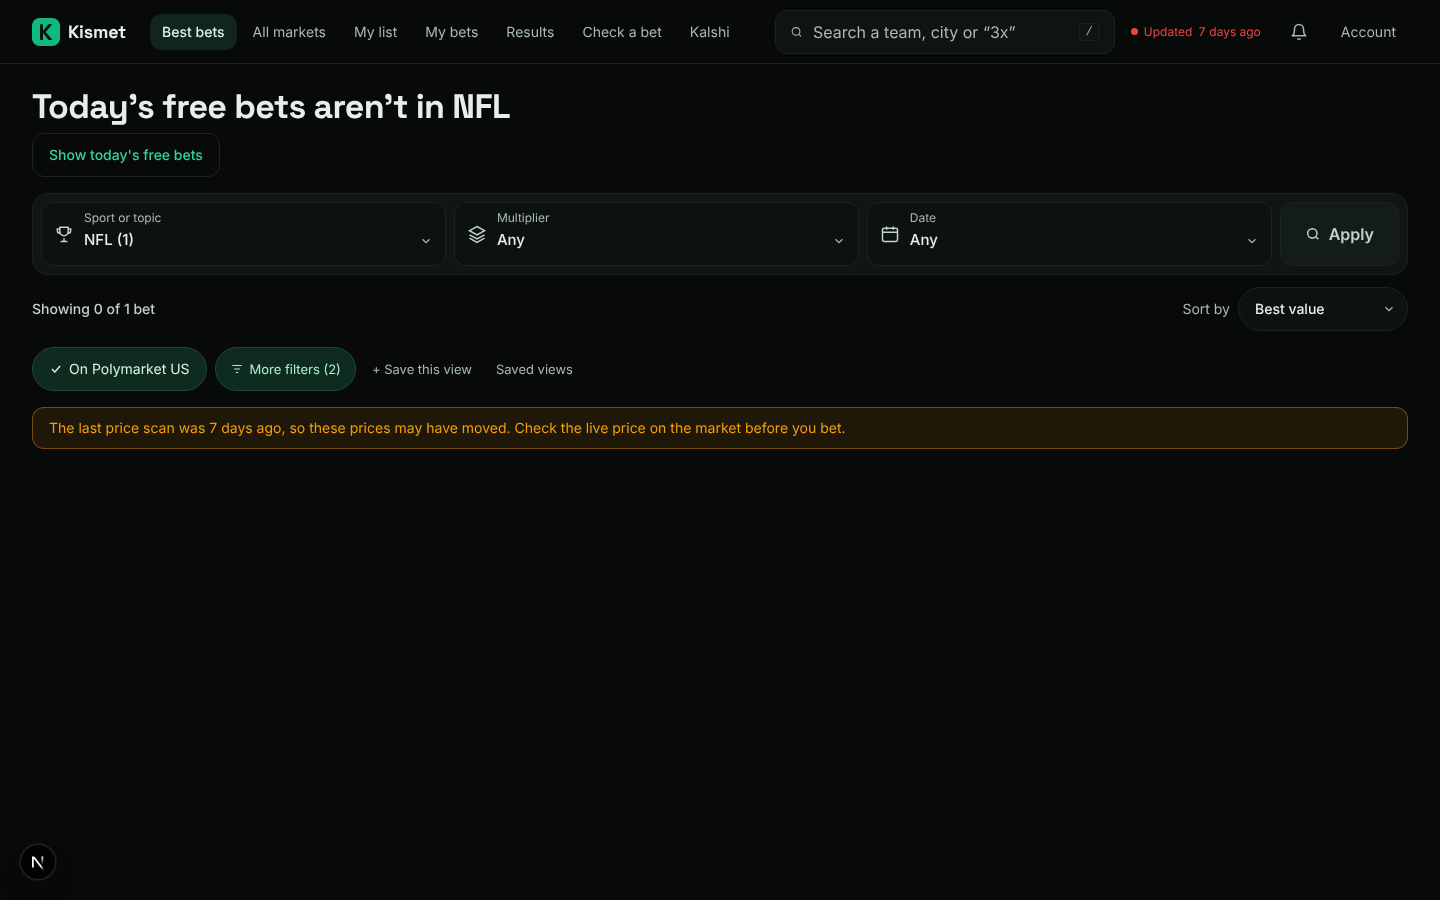 K Kismet
Best bets
All markets
My list
My bets
Results
Check a bet
Kalshi
Search a team, city or “3x”
/
Updated 7 days ago
Account
Today’s free bets aren’t in NFL
Show today's free bets
Sport or topic
NFL (1)
Multiplier
Any
Date
Any
Apply
Showing 0 of 1 bet
Sort by
Best value
On Polymarket US
More filters (2)
+ Save this view
Saved views
The last price scan was 7 days ago, so these prices may have moved. Check the live price on the market before you bet.
N